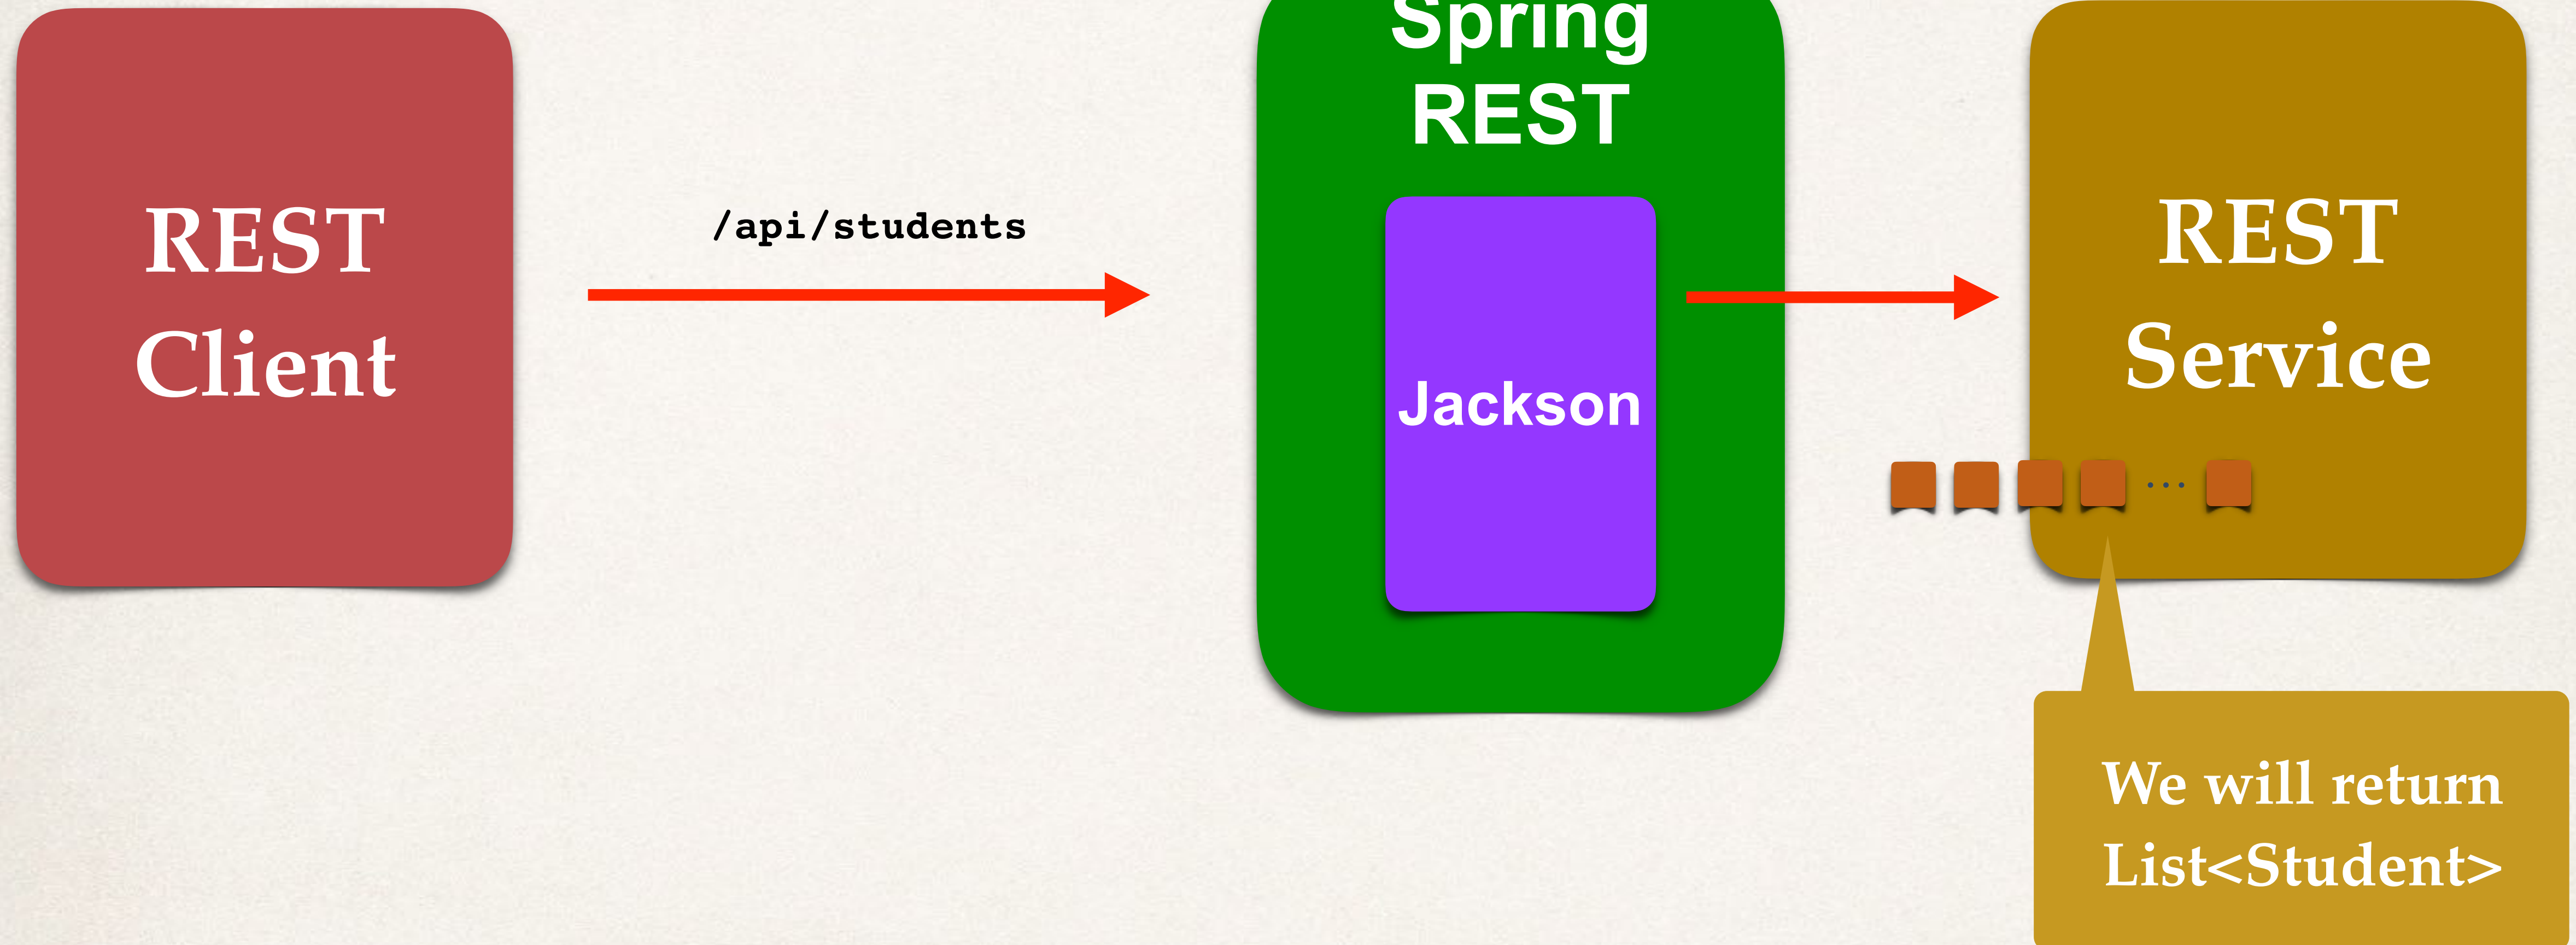 Spring
REST
REST
Client
/api/students
Jackson
REST
Service
...
We will return
List<Student>